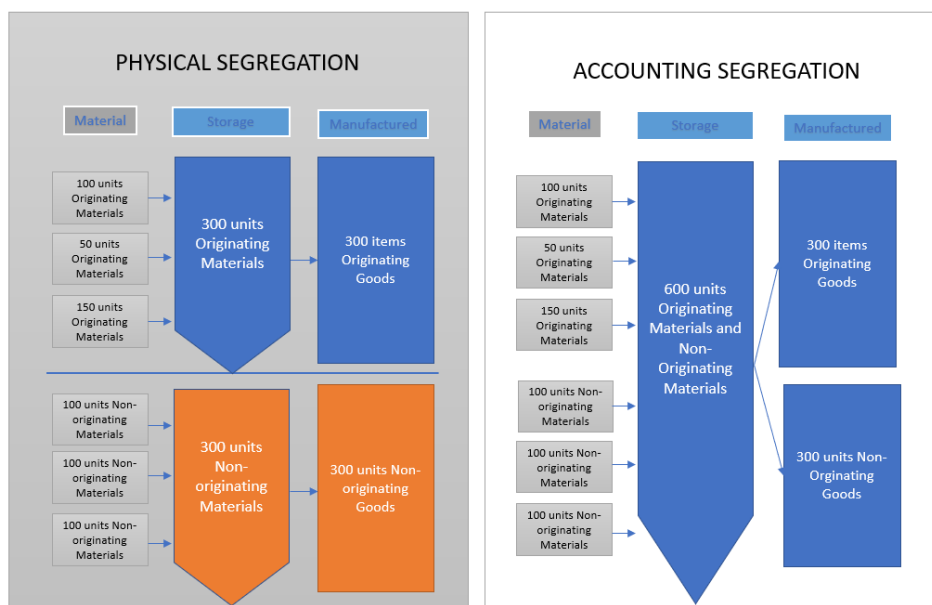 PHYSICAL SEGREGATION
Material
Storage
Manufactured
100 units
Originating
Materials
50 units
Originating
Materials
150 units
Originating
Materials
300 units
Originating
Materials
300 items
Originating
Goods
100 units Non-
originating
Materials
100 units Non-
originating
Materials
100 units Non-
originating
Materials
300 units
Non-
originating
Materials
300 units Non-
originating
Goods
ACCOUNTING SEGREGATION
Material
Storage
Manufactured
100 units
Originating
Materials
50 units
Originating
Materials
150 units
Originating
Materials
100 units Non-
originating
Materials
100 units Non-
originating
Materials
100 units Non-
originating
Materials
600 units
Originating
Materials and
Non-
Originating
Materials
300 items
Originating
Goods
300 units Non-
Orginating
Goods